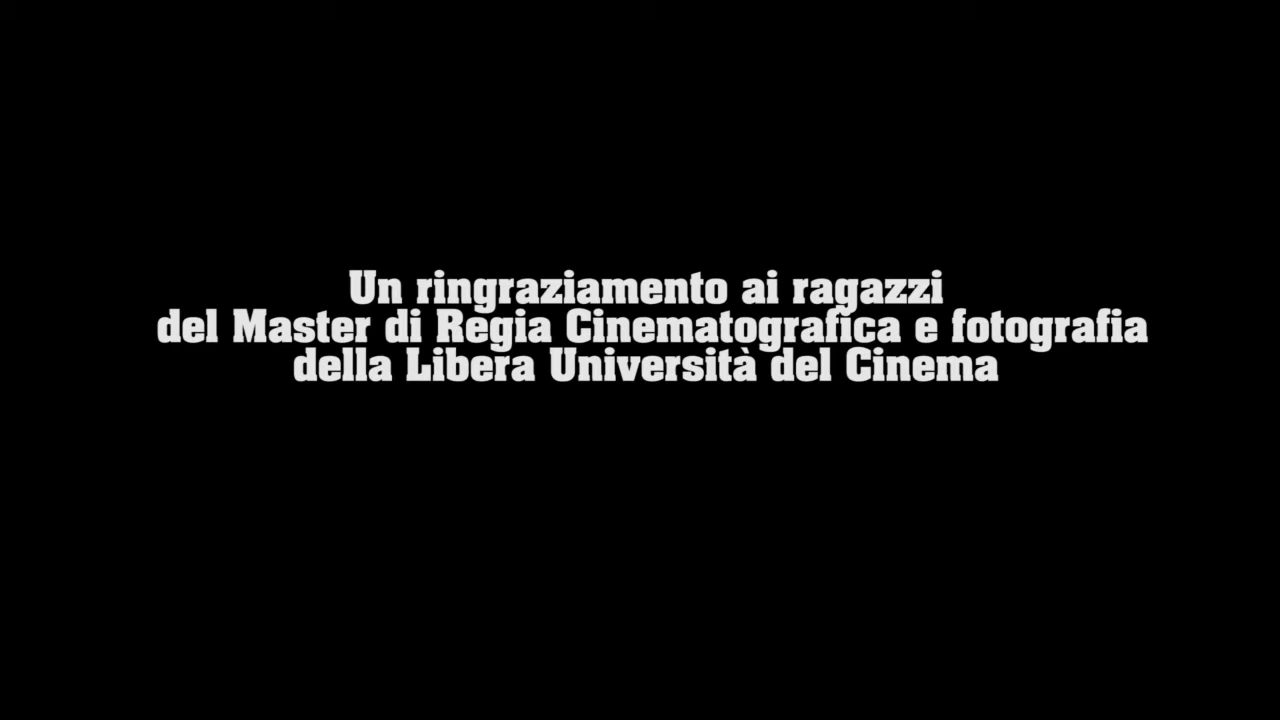 Un ringraziamento ai ragazzi
del Master di Regia Cinematografica e fotografia
della Libera Università del Cinema